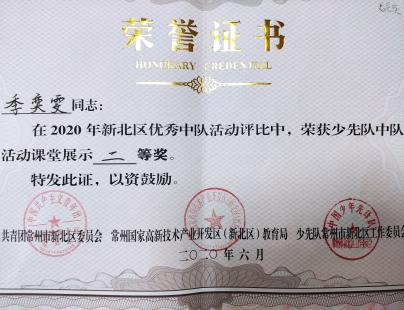 荣誉证书
HONORARY CREDENTIAL
季奕雯同志：
在2020年新北区优秀中队活动评比中，荣获少先队中队
活动课堂展示 二 等奖。
特发此证，以资鼓励。
共青团常州市新北区委员会 常州国家高新技术产业开发区（新北区）教育局 少先队常州市新北区工作委员会
二〇二〇年六月